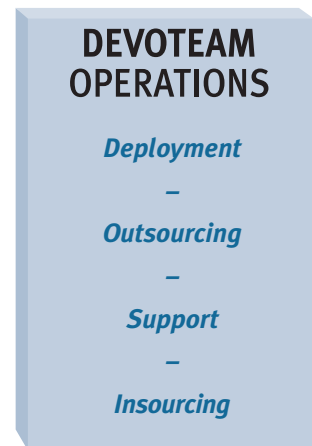 DEVOTEAM
OPERATIONS
Deployment
–
Outsourcing
–
Support
–
Insourcing